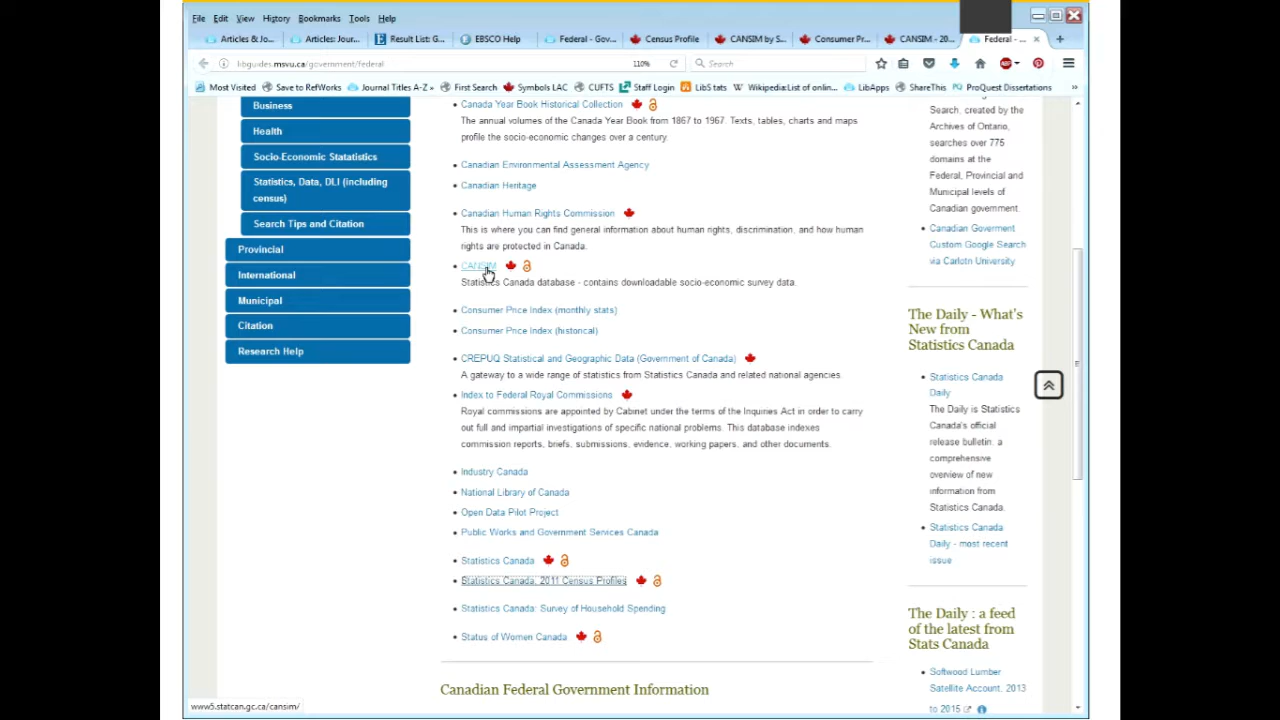 File Edit View History Bookmarks Tools Help
Articles & Jo... Articles: Jour... Result List: G... EBSCO Help Federal - Gov... Census Profile CANSIM by S... Consumer Pr... CANSIM - 20... Federal - ...
libguides.msvu.ca/government/federal 110% Search
Most Visited Save to RefWorks Journal Titles A-Z » First Search Symbols LAC CUFTS Staff Login LibStats Wikipedia:List of onlin... LibApps ShareThis ProQuest Dissertations »
Business
Health
Socio-Economic Statatistics
Statistics, Data, DLI (including
census)
Search Tips and Citation
Provincial
International
Municipal
Citation
Research Help
Canada Year Book Historical Collection
The annual volumes of the Canada Year Book from 1867 to 1967. Texts, tables, charts and maps
profile the socio-economic changes over a century.
Canadian Environmental Assessment Agency
Canadian Heritage
Canadian Human Rights Commission
This is where you can find general information about human rights, discrimination, and how human
rights are protected in Canada.
CANSIM
Statistics Canada database - contains downloadable socio-economic survey data.
Consumer Price Index (monthly stats)
Consumer Price Index (historical)
CREPUQ Statistical and Geographic Data (Government of Canada)
A gateway to a wide range of statistics from Statistics Canada and related national agencies.
Index to Federal Royal Commissions
Royal commissions are appointed by Cabinet under the terms of the Inquiries Act in order to carry
out full and impartial investigations of specific national problems. This database indexes
commission reports, briefs, submissions, evidence, working papers, and other documents.
Industry Canada
National Library of Canada
Open Data Pilot Project
Public Works and Government Services Canada
Statistics Canada
Statistics Canada: 2011 Census Profiles
Statistics Canada: Survey of Household Spending
Status of Women Canada
Canadian Federal Government Information
Search, created by the
Archives of Ontario,
searches over 775
domains at the
Federal, Provincial and
Municipal levels of
Canadian government.
Canadian Goverment
Custom Google Search
via Carlotn University
The Daily - What's
New from
Statistics Canada
Statistics Canada
Daily
The Daily is Statistics
Canada's official
release bulletin: a
comprehensive
overview of new
information from
Statistics Canada.
Statistics Canada
Daily - most recent
issue
The Daily : a feed
of the latest from
Stats Canada
Softwood Lumber
Satellite Account, 2013
to 2015
www5.statcan.gc.ca/cansim/